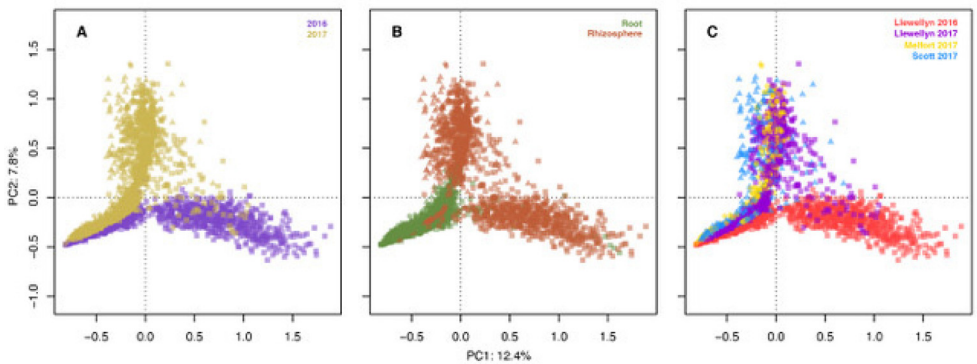 A
2016
2017
B
Root
Rhizosphere
C
Llewellyn 2016
Llewellyn 2017
Melfort 2017
Scott 2017
PC2: 7.8%
1.5
1.0
0.5
0.0
−0.5
−1.0
−0.5 0.0 0.5 1.0 1.5
−0.5 0.0 0.5 1.0 1.5
−0.5 0.0 0.5 1.0 1.5
PC1: 12.4%